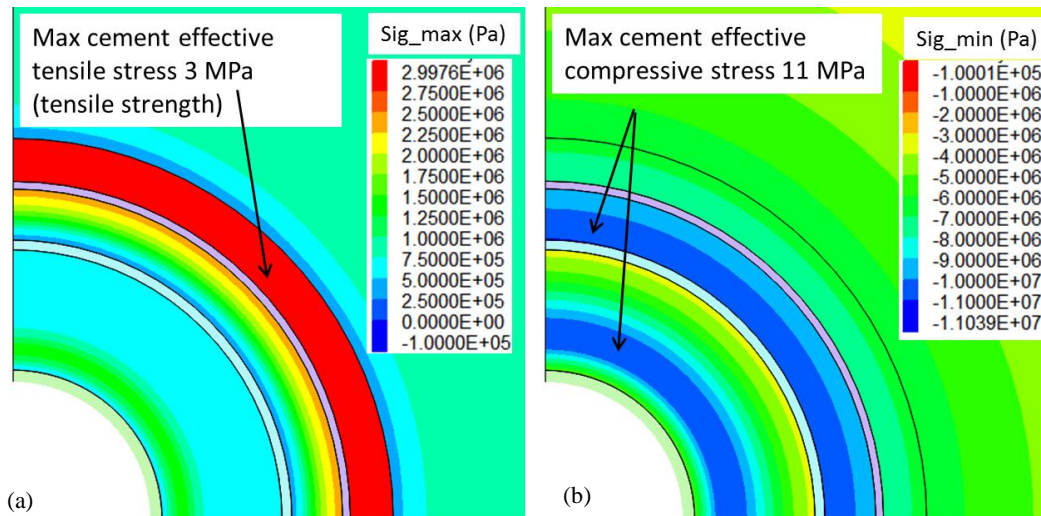 Max cement effective
tensile stress 3 MPa
(tensile strength)
Sig_max (Pa)
2.9976E+06
2.7500E+06
2.5000E+06
2.2500E+06
2.0000E+06
1.7500E+06
1.5000E+06
1.2500E+06
1.0000E+06
7.5000E+05
5.0000E+05
2.5000E+05
0.0000E+00
-1.0000E+05
(a)
Max cement effective
compressive stress 11 MPa
Sig_min (Pa)
-1.0001E+05
-1.0000E+06
-2.0000E+06
-3.0000E+06
-4.0000E+06
-5.0000E+06
-6.0000E+06
-7.0000E+06
-8.0000E+06
-9.0000E+06
-1.0000E+07
-1.1000E+07
-1.1039E+07
(b)